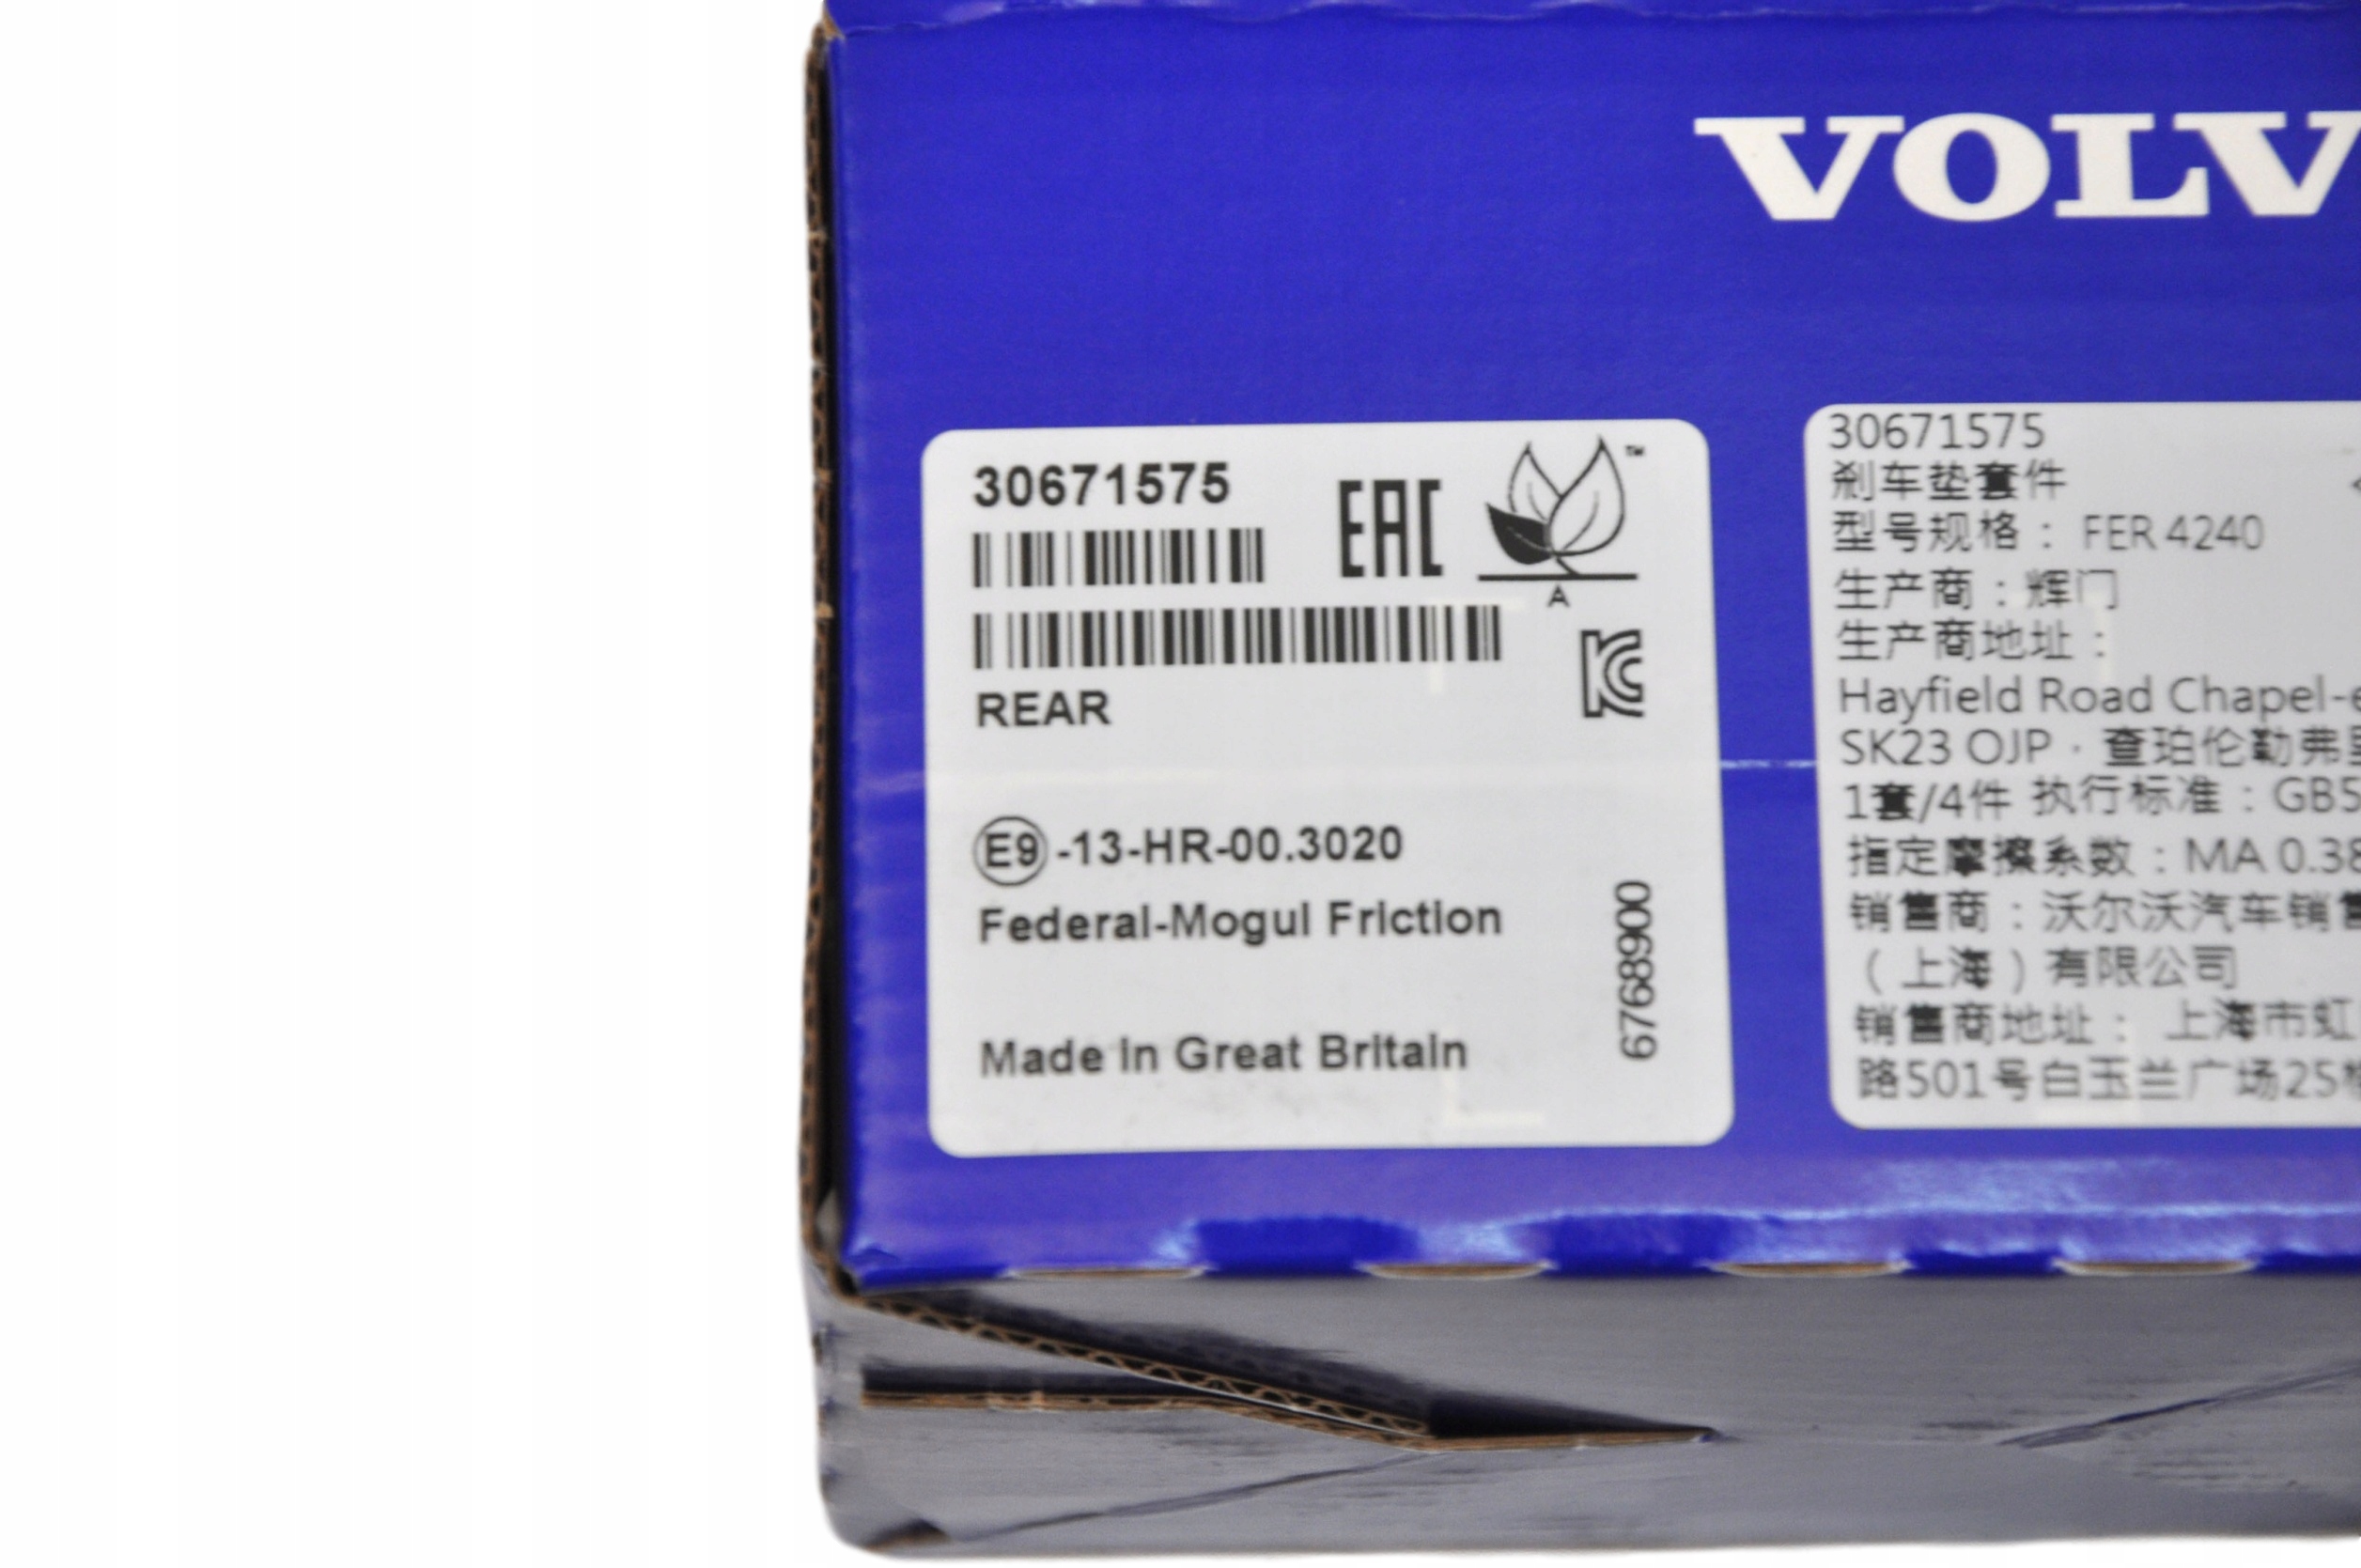 VOLV
30671575
EAC
™
A
REAR
E9 -13-HR-00.3020
Federal-Mogul Friction
Made in Great Britain
6768900
30671575
刹车垫套件
型号规格：FER 4240
生产商：辉门
生产商地址：
Hayfield Road Chapel-e
SK23 OJP · 查珀伦勒弗里
1套/4件 执行标准：GB5
指定摩擦系数：MA 0.38
销售商：沃尔沃汽车销售
（上海）有限公司
销售商地址： 上海市虹
路501号白玉兰广场25